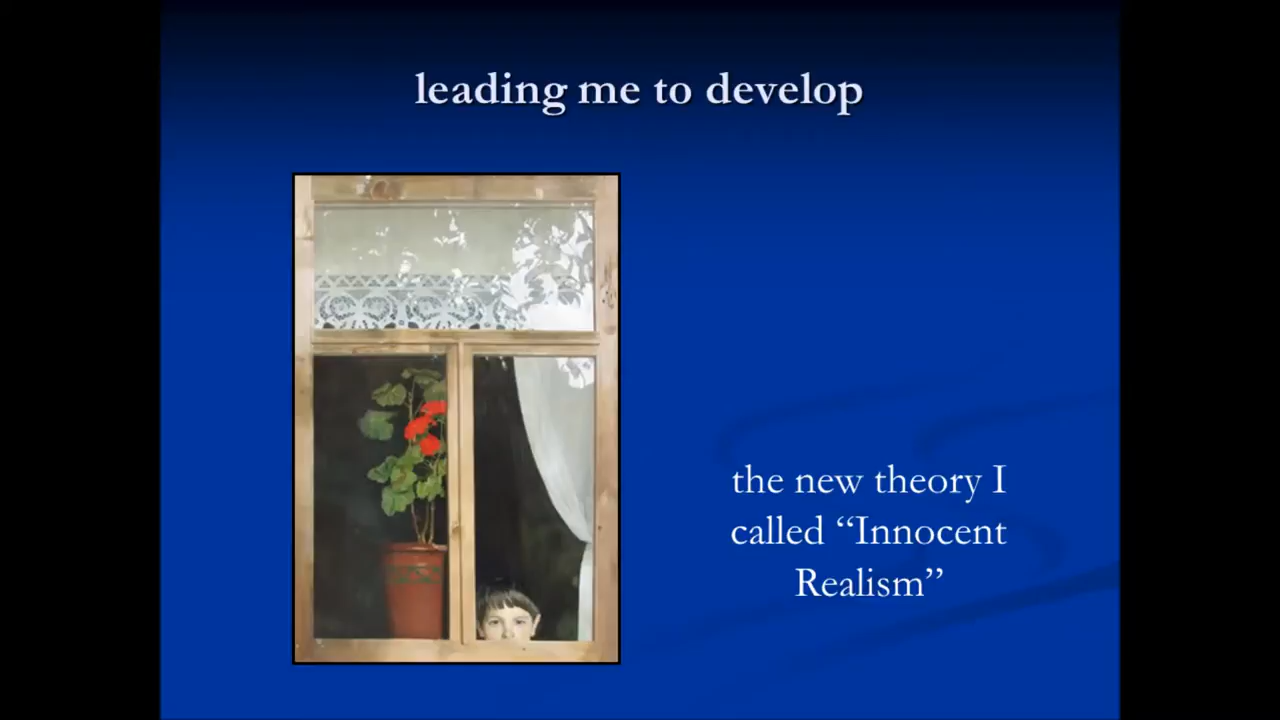 leading me to develop
the new theory I
called “Innocent
Realism”